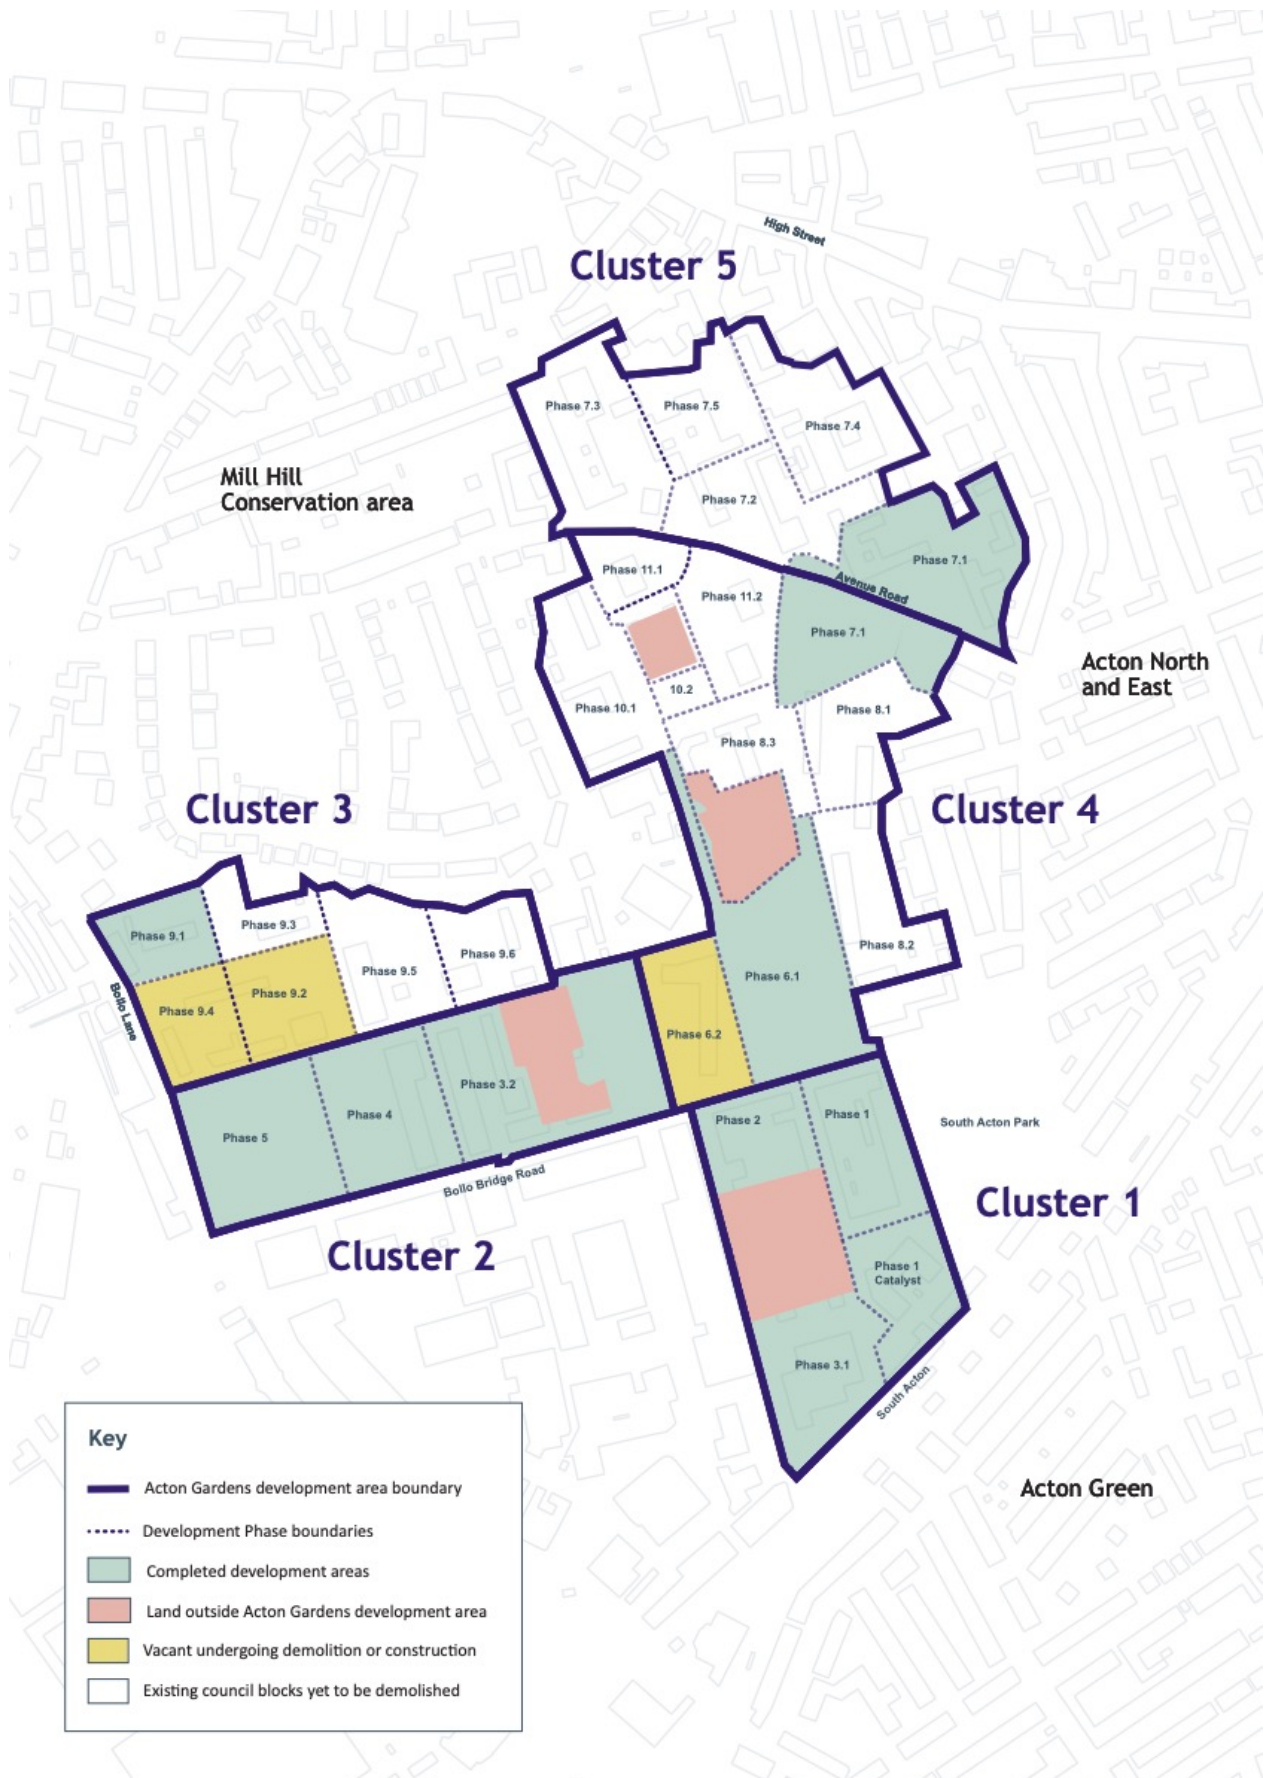 High Street
Cluster 5
Phase 7.3
Phase 7.5
Phase 7.4
Mill Hill
Conservation area
Phase 7.2
Phase 7.1
Phase 11.1
Avenue Road
Phase 11.2
Phase 7.1
Acton North
and East
10.2
Phase 10.1
Phase 8.1
Phase 8.3
Cluster 3
Cluster 4
Phase 9.1
Phase 9.3
Phase 9.6
Phase 8.2
Phase 9.5
Phase 6.1
Phase 9.2
Bollo Lane
Phase 9.4
Phase 6.2
Phase 3.2
Phase 4
Phase 2
Phase 1
South Acton Park
Phase 5
Bollo Bridge Road
Cluster 1
Cluster 2
Phase 1
Catalyst
Phase 3.1
South Acton
Acton Green
Key
Acton Gardens development area boundary
Development Phase boundaries
Completed development areas
Land outside Acton Gardens development area
Vacant undergoing demolition or construction
Existing council blocks yet to be demolished